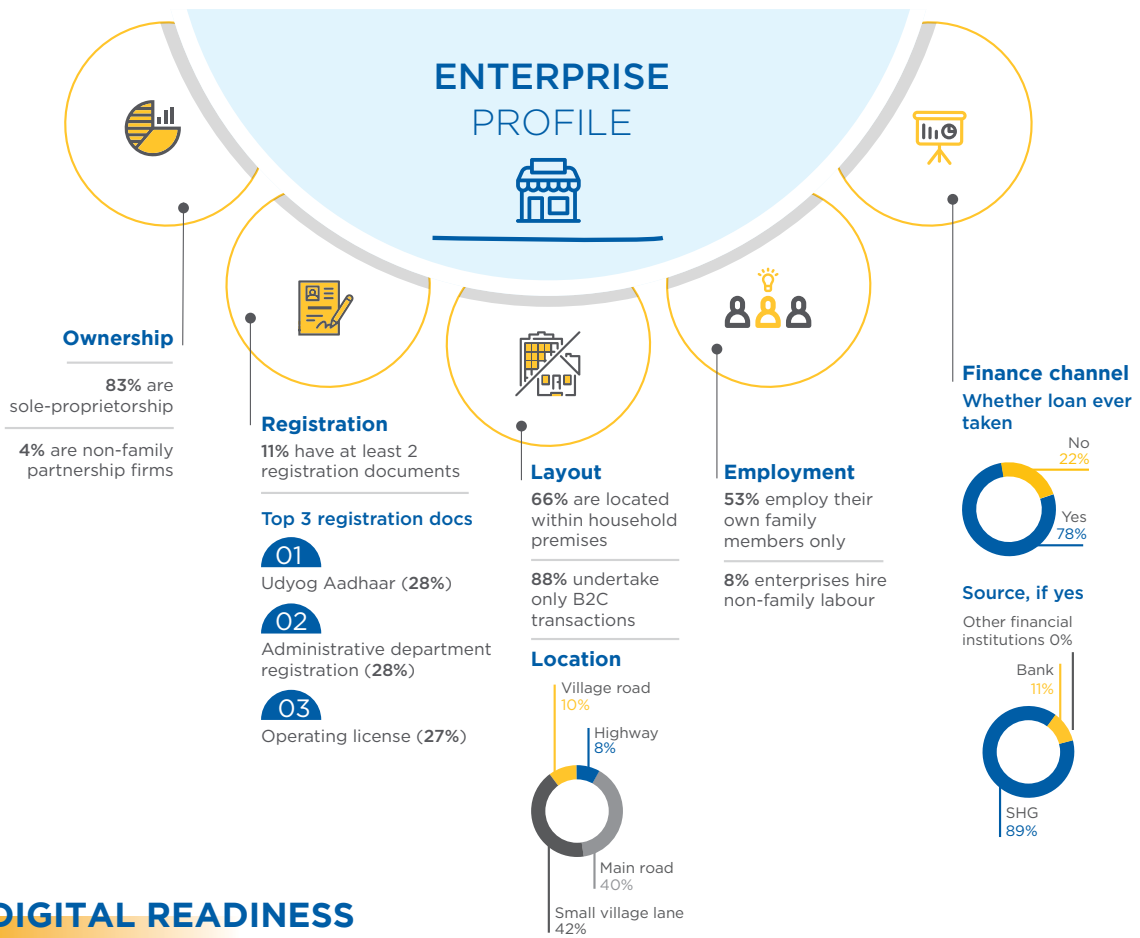 ENTERPRISE
PROFILE
Ownership
83% are
sole-proprietorship
4% are non-family
partnership firms
Registration
11% have at least 2
registration documents
Top 3 registration docs
01
Udyog Aadhaar (28%)
02
Administrative department
registration (28%)
03
Operating license (27%)
Layout
66% are located
within household
premises
88% undertake
only B2C
transactions
Location
Village road
10%
Highway
8%
Main road
40%
Small village lane
42%
Employment
53% employ their
own family
members only
8% enterprises hire
non-family labour
Finance channel
Whether loan ever
taken
No
22%
Yes
78%
Source, if yes
Other financial
institutions 0%
Bank
11%
SHG
89%
DIGITAL READINESS